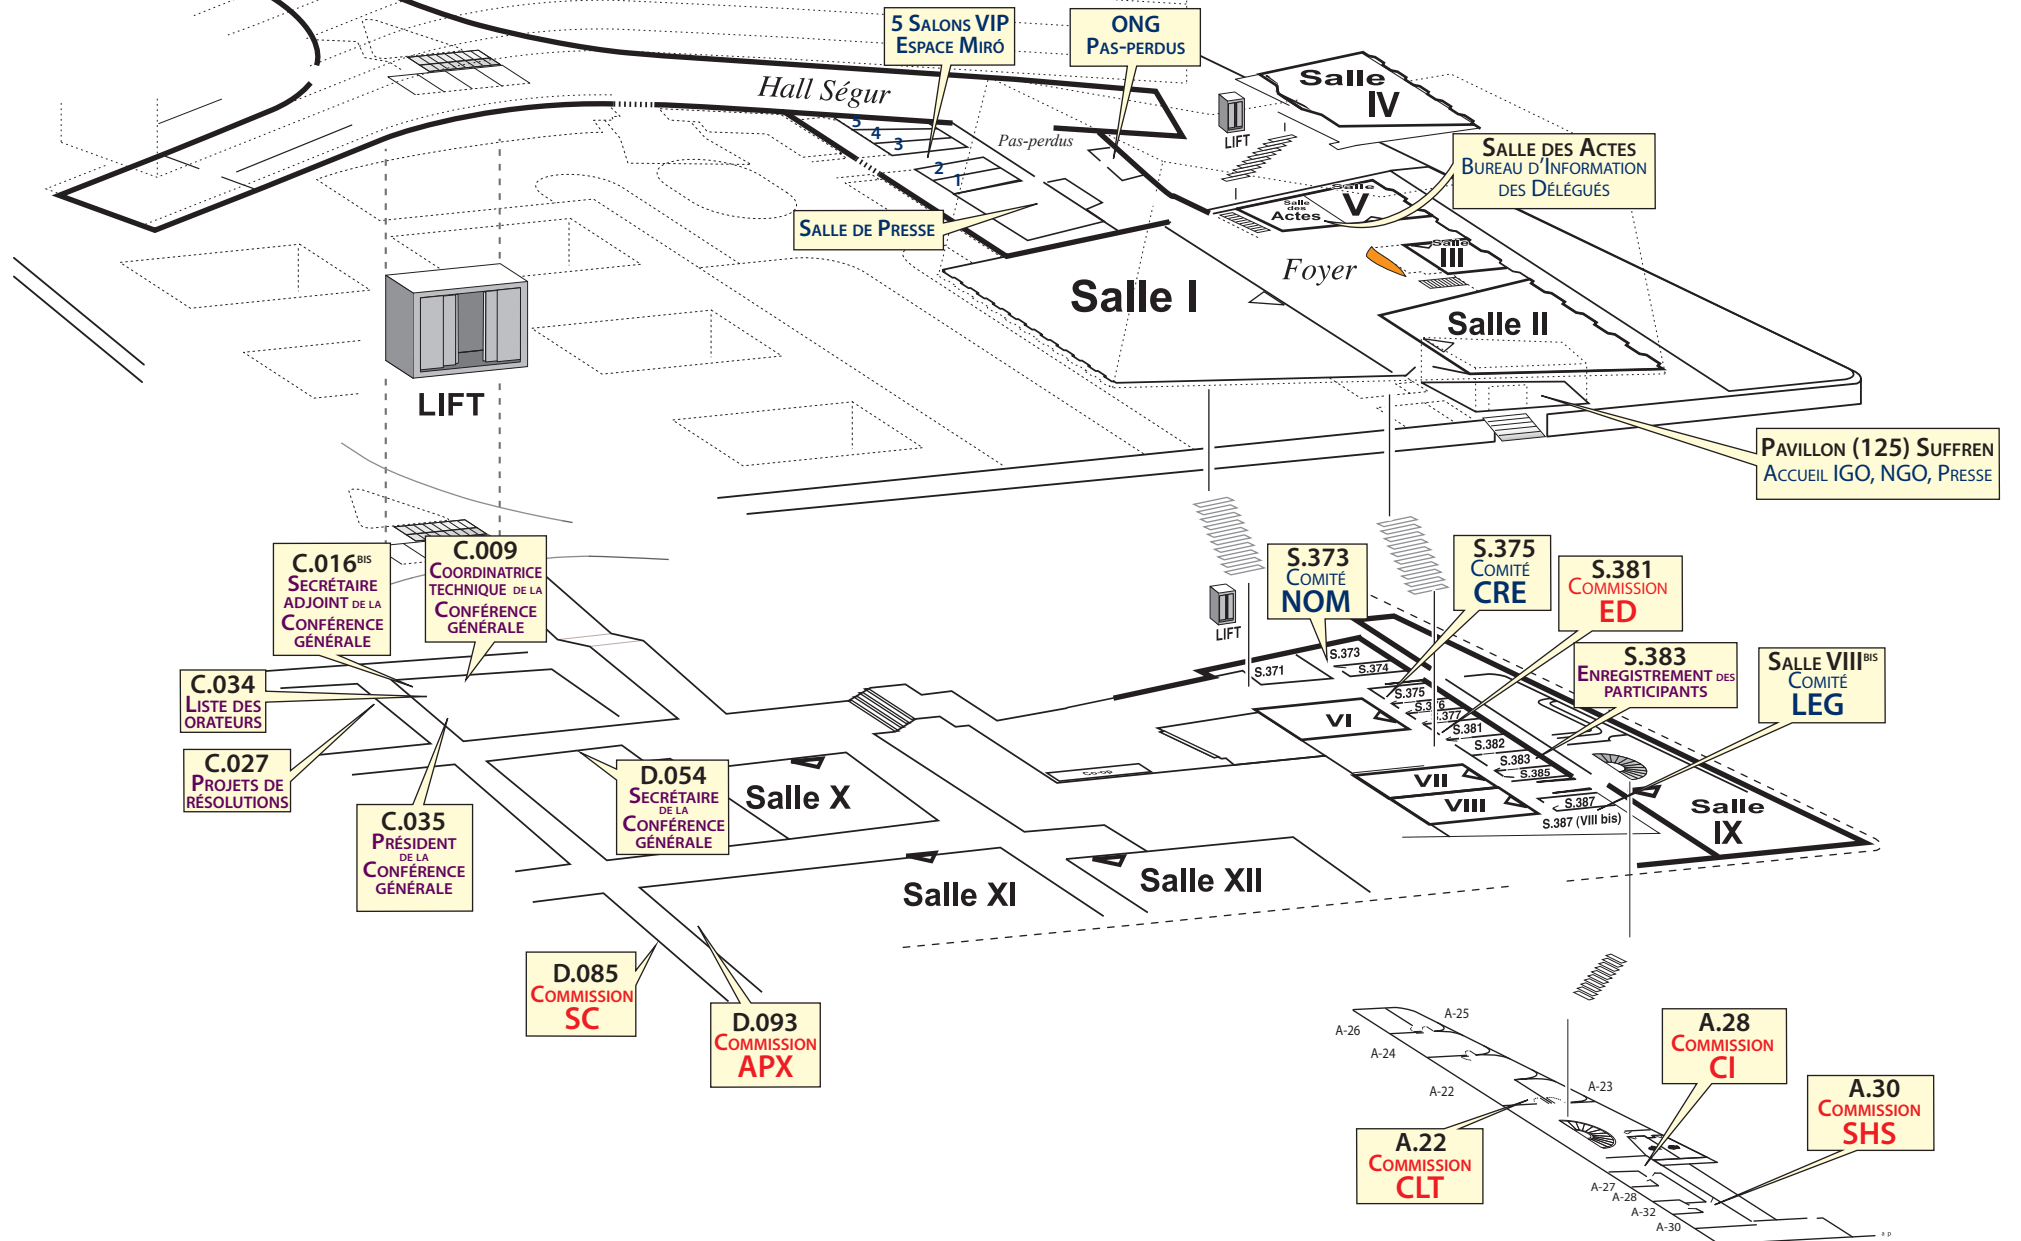 5 Salons VIP
Espace Miró
ONG
Pas-perdus
Hall Ségur
Salle
IV
5
4
3
2
1
Pas-perdus
LIFT
Salle des Actes
Bureau d'Information
des Délégués
Salle de Presse
Salle
V
Salle
des
Actes
Salle
III
Foyer
Salle I
Salle II
LIFT
Pavillon (125) Suffren
Accueil IGO, NGO, Presse
C.016BIS
Secrétaire
adjoint de la
Conférence
générale
C.009
Coordinatrice
technique de la
Conférence
générale
S.373
Comité
NOM
S.375
Comité
CRE
S.381
Commission
ED
LIFT
S.383
Enregistrement des
participants
Salle VIIIBIS
Comité
LEG
C.034
Liste des
orateurs
C.027
Projets de
résolutions
C.035
Président
de la
Conférence
générale
D.054
Secrétaire
de la
Conférence
générale
S.371
S.373
S.374
S.375
S.376
S.377
S.381
S.382
S.383
S.385
S.387
S.387 (VIII bis)
VI
VII
VIII
Co-op
Salle
IX
Salle X
Salle XI
Salle XII
D.085
Commission
SC
D.093
Commission
APX
A-25
A-26
A-24
A-22
A-23
A.28
Commission
CI
A.30
Commission
SHS
A.22
Commission
CLT
A-27
A-28
A-32
A-30